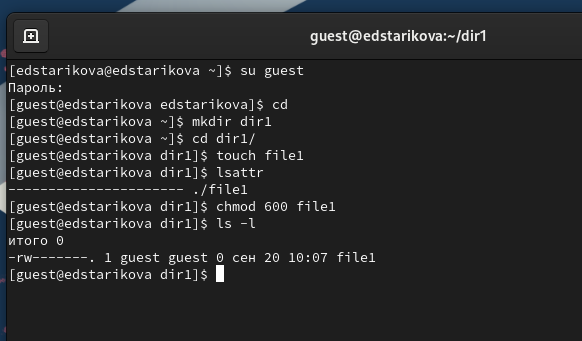 guest@edstarikova:~/dir1
[edstarikova@edstarikova ~]$ su guest
Пароль:
[guest@edstarikova edstarikova]$ cd
[guest@edstarikova ~]$ mkdir dir1
[guest@edstarikova ~]$ cd dir1/
[guest@edstarikova dir1]$ touch file1
[guest@edstarikova dir1]$ lsattr
---------------------- ./file1
[guest@edstarikova dir1]$ chmod 600 file1
[guest@edstarikova dir1]$ ls -l
итого 0
-rw-------. 1 guest guest 0 сен 20 10:07 file1
[guest@edstarikova dir1]$